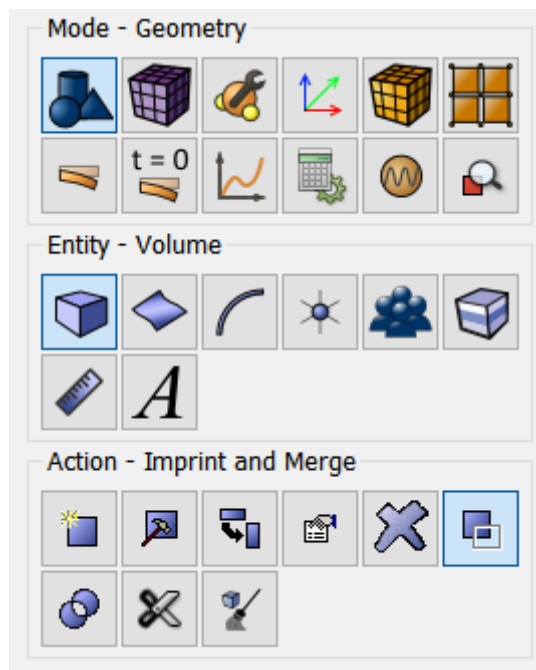 Mode - Geometry
t = 0
Entity - Volume
A
Action - Imprint and Merge